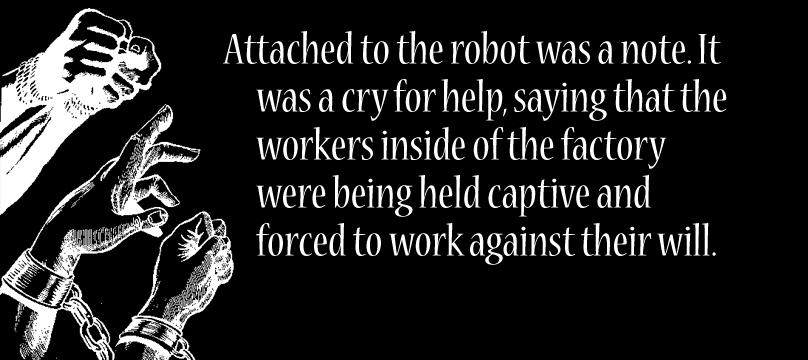 Attached to the robot was a note. It
was a cry for help, saying that the
workers inside of the factory
were being held captive and
forced to work against their will.